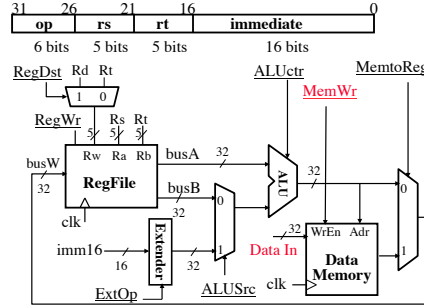 31 26 21 16 0
op rs rt immediate
6 bits 5 bits 5 bits 16 bits
RegDst Rd Rt ALUctr MemWr MemtoReg
1 0
RegWr Rs Rt
5 5 5 busA
busW Rw Ra Rb 32 32
32 RegFile busB ALU 0
clk 32 0
imm16 Extender 1 Data In 32 WrEn Adr 1
16 32 Data
ExtOp ALUSrc clk Memory